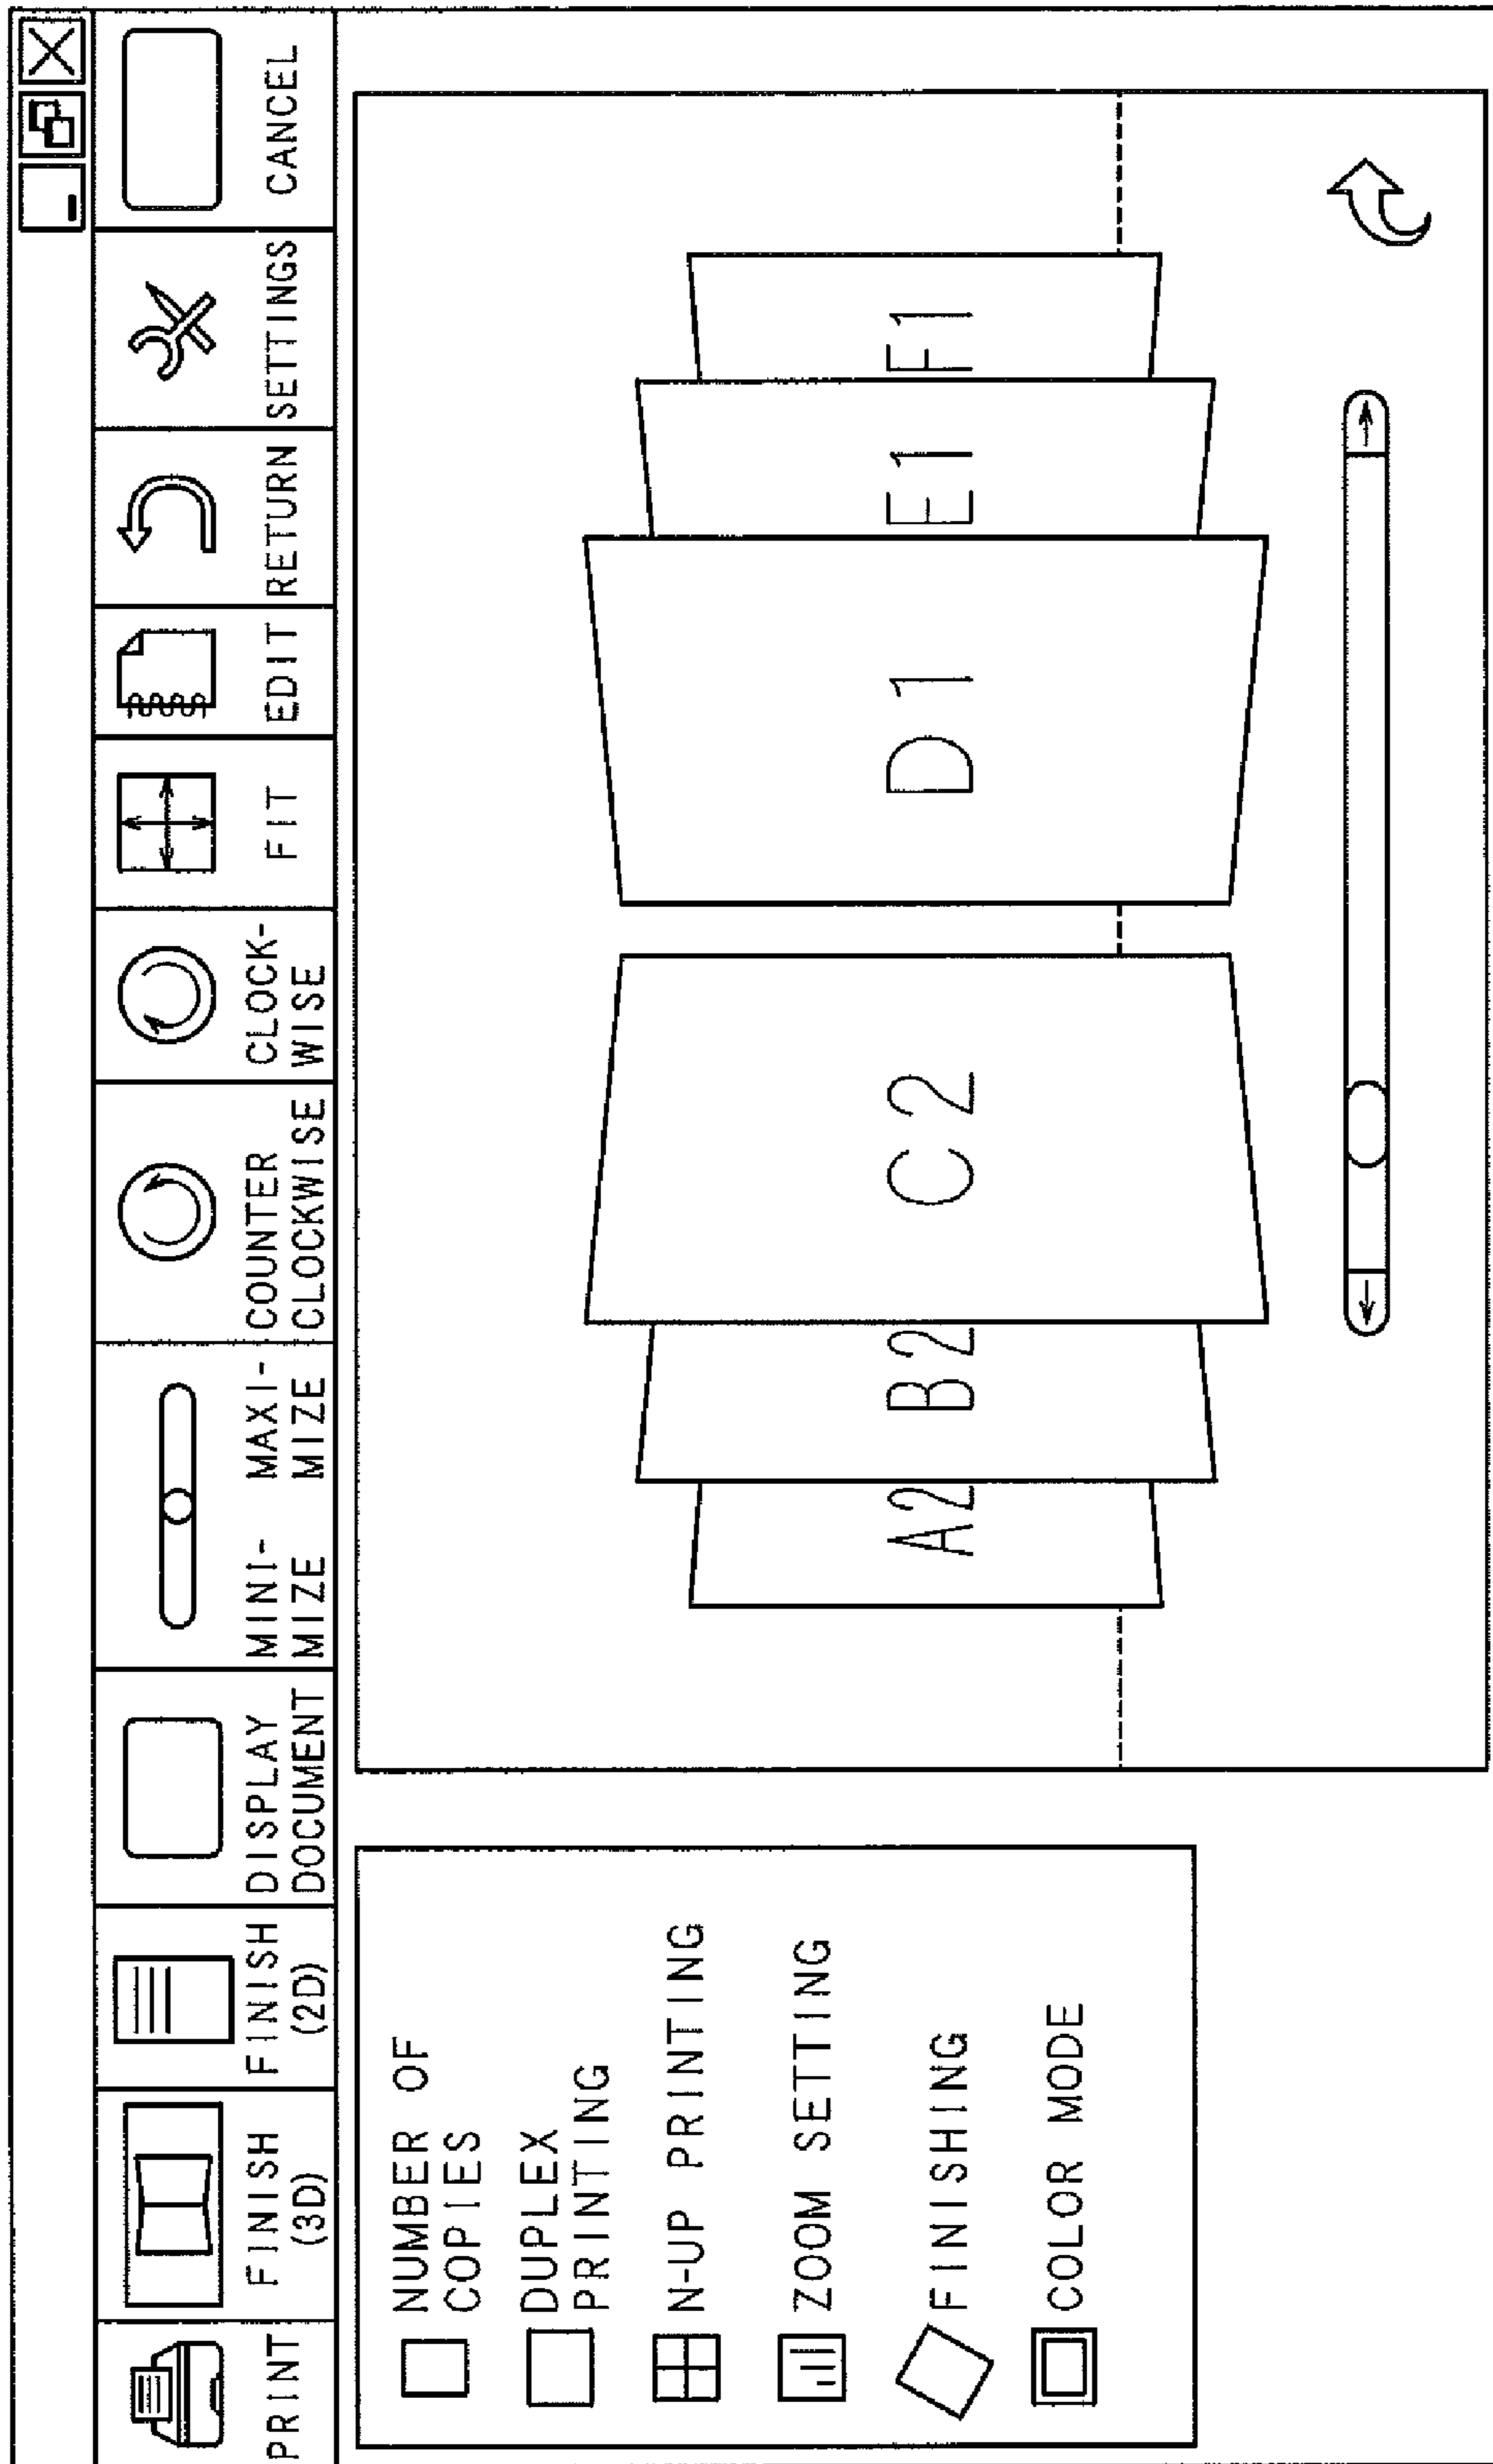 PRINT
FINISH
(3D)
FINISH
(2D)
DISPLAY
DOCUMENT
MINI-
MIZE
MAXI-
MIZE
COUNTER
CLOCKWISE
CLOCK-
WISE
FIT
EDIT
RETURN
SETTINGS
CANCEL
NUMBER OF
COPIES
DUPLEX
PRINTING
N-UP PRINTING
ZOOM SETTING
FINISHING
COLOR MODE
A2 B2 C2 D1 E1 F1